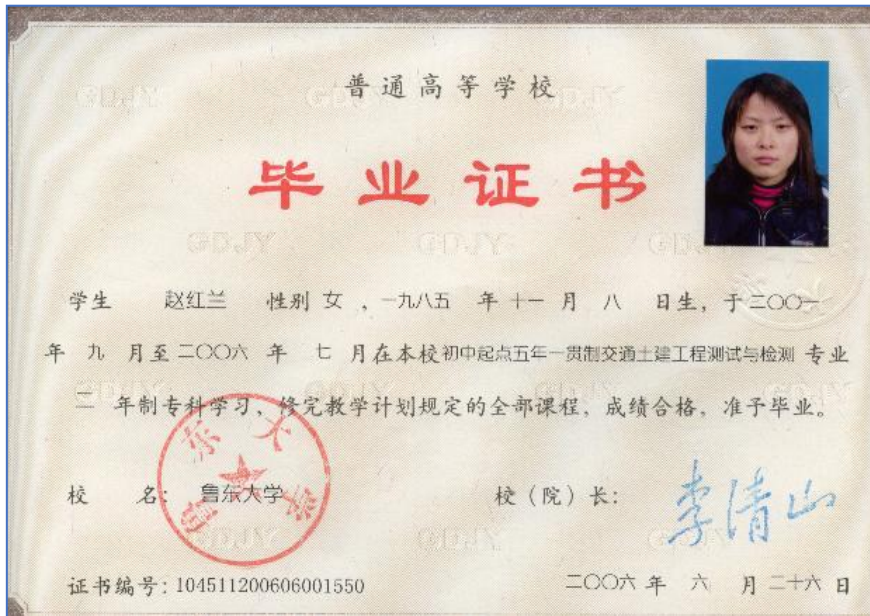 普通高等学校
毕业证书
学生 赵红兰 性别 女 ，一九八五 年 十一 月 八 日生，于二〇〇一
年 九 月至二〇〇六 年 七 月在本校初中起点五年一贯制交通土建工程测试与检测 专业
三 年制专科学习，修完教学计划规定的全部课程，成绩合格，准予毕业。
校 名：鲁东大学 校（院）长：李清山
鲁东大学
证书编号：104511200606001550 二〇〇六 年 六 月 二十六 日